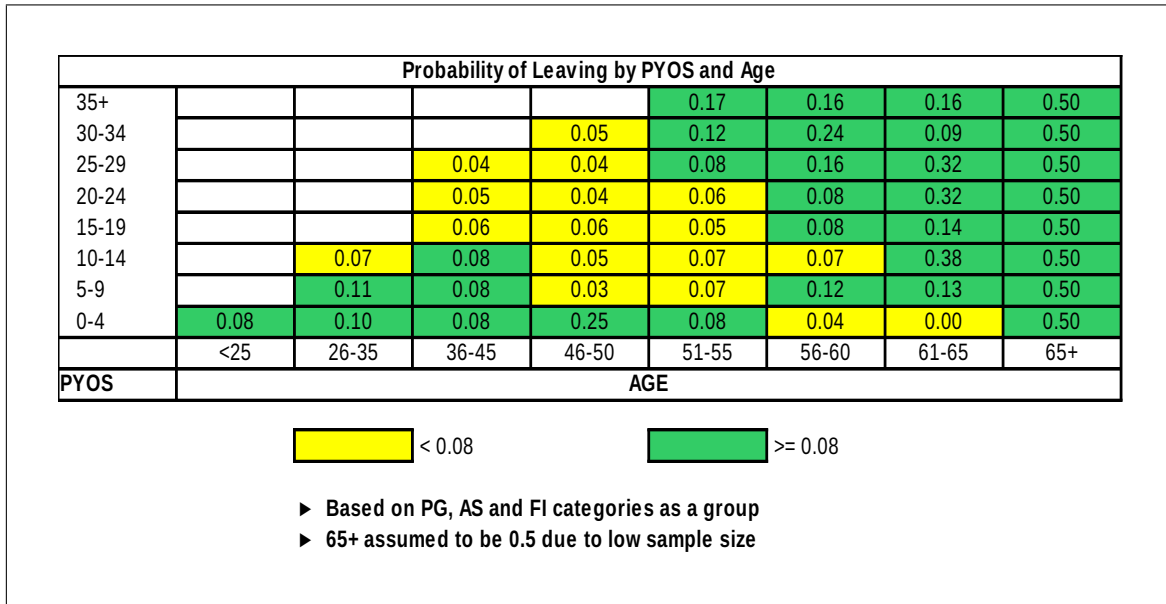 Probability of Leaving by PYOS and Age
35+ 0.17 0.16 0.16 0.50
30-34 0.05 0.12 0.24 0.09 0.50
25-29 0.04 0.04 0.08 0.16 0.32 0.50
20-24 0.05 0.04 0.06 0.08 0.32 0.50
15-19 0.06 0.06 0.05 0.08 0.14 0.50
10-14 0.07 0.08 0.05 0.07 0.07 0.38 0.50
5-9 0.11 0.08 0.03 0.07 0.12 0.13 0.50
0-4 0.08 0.10 0.08 0.25 0.08 0.04 0.00 0.50
<25 26-35 36-45 46-50 51-55 56-60 61-65 65+
PYOS AGE
< 0.08 >= 0.08
▶ Based on PG, AS and FI categories as a group
▶ 65+ assumed to be 0.5 due to low sample size